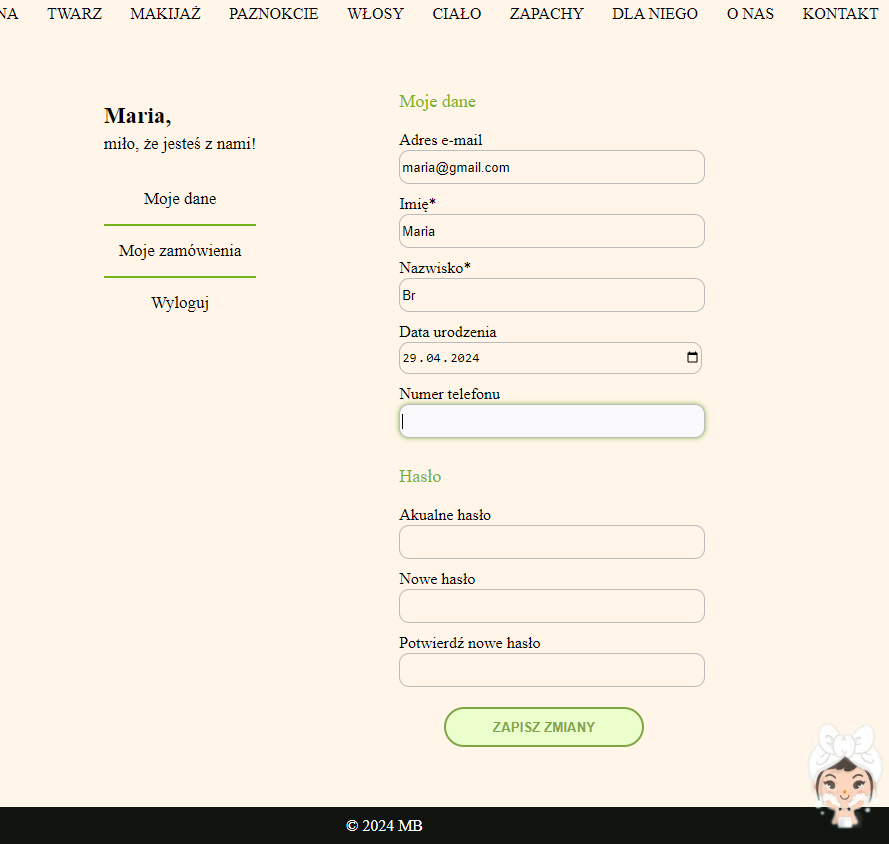 NA TWARZ MAKIJAŻ PAZNOKCIE WŁOSY CIAŁO ZAPACHY DLA NIEGO O NAS KONTAKT
Maria,
miło, że jesteś z nami!
Moje dane
Moje zamówienia
Wyloguj
Moje dane
Adres e-mail
maria@gmail.com
Imię*
Maria
Nazwisko*
Br
Data urodzenia
29.04.2024
Numer telefonu
Hasło
Akualne hasło
Nowe hasło
Potwierdź nowe hasło
ZAPISZ ZMIANY
© 2024 MB